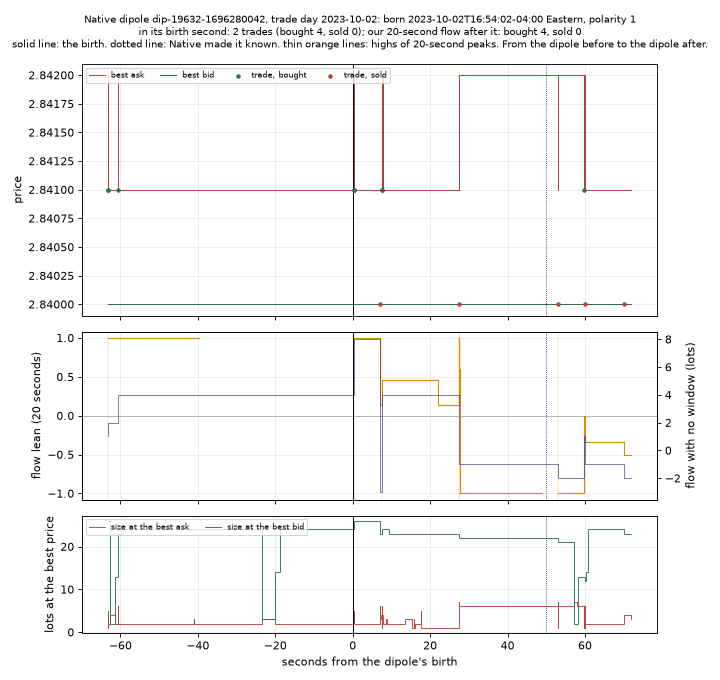 Native dipole dip-19632-1696280042, trade day 2023-10-02: born 2023-10-02T16:54:02-04:00 Eastern, polarity 1
in its birth second: 2 trades (bought 4, sold 0); our 20-second flow after it: bought 4, sold 0
solid line: the birth. dotted line: Native made it known. thin orange lines: highs of 20-second peaks. From the dipole before to the dipole after.
best ask best bid trade, bought trade, sold
2.84200
2.84175
2.84150
2.84125
2.84100
2.84075
2.84050
2.84025
2.84000
price
1.0
0.5
0.0
−0.5
−1.0
flow lean (20 seconds)
8
6
4
2
0
−2
flow with no window (lots)
size at the best ask size at the best bid
20
10
0
lots at the best price
−60 −40 −20 0 20 40 60
seconds from the dipole's birth